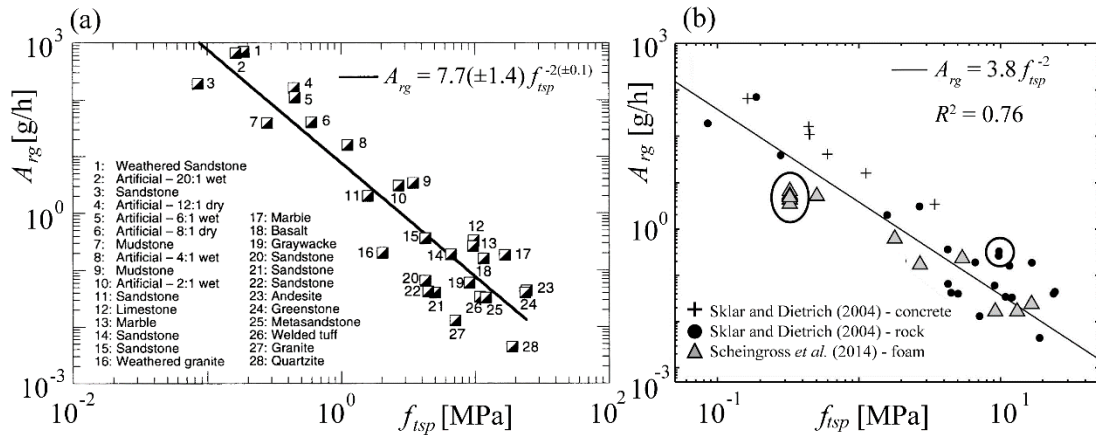 (a)
10^3
10^0
10^-3
A_rg [g/h]
A_rg = 7.7(±1.4) f_tsp^-2(±0.1)
1
2
3
4
5
6
7
8
9
10
11
12
13
14
15
16
17
18
19
20
21
22
23
24
25
26
27
28
1: Weathered Sandstone
2: Artificial – 20:1 wet
3: Sandstone
4: Artificial – 12:1 dry
5: Artificial – 6:1 wet
6: Artificial – 8:1 dry
7: Mudstone
8: Artificial – 4:1 wet
9: Mudstone
10: Artificial – 2:1 wet
11: Sandstone
12: Limestone
13: Marble
14: Sandstone
15: Sandstone
16: Weathered granite
17: Marble
18: Basalt
19: Graywacke
20: Sandstone
21: Sandstone
22: Sandstone
23: Andesite
24: Greenstone
25: Metasandstone
26: Welded tuff
27: Granite
28: Quartzite
10^-2
10^0
f_tsp [MPa]
10^2
(b)
10^3
10^0
10^-3
A_rg [g/h]
A_rg = 3.8 f_tsp^-2
R^2 = 0.76
Sklar and Dietrich (2004) - concrete
Sklar and Dietrich (2004) - rock
Scheingross et al. (2014) - foam
10^-1
f_tsp [MPa]
10^1